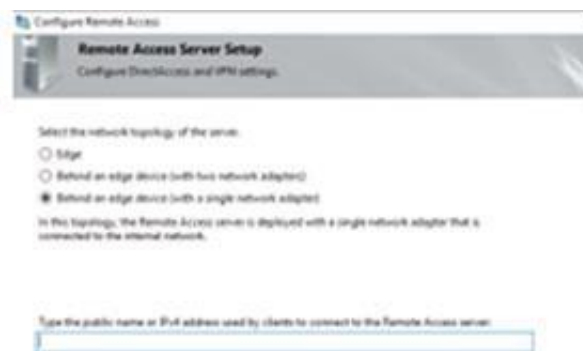 Configure Remote Access
Remote Access Server Setup
Configure DirectAccess and VPN settings.
Select the network topology of the server.
Edge
Behind an edge device (with two network adapters)
Behind an edge device (with a single network adapter)
In this topology, the Remote Access server is deployed with a single network adapter that is
connected to the internal network.
Type the public name or IPv4 address used by clients to connect to the Remote Access server: